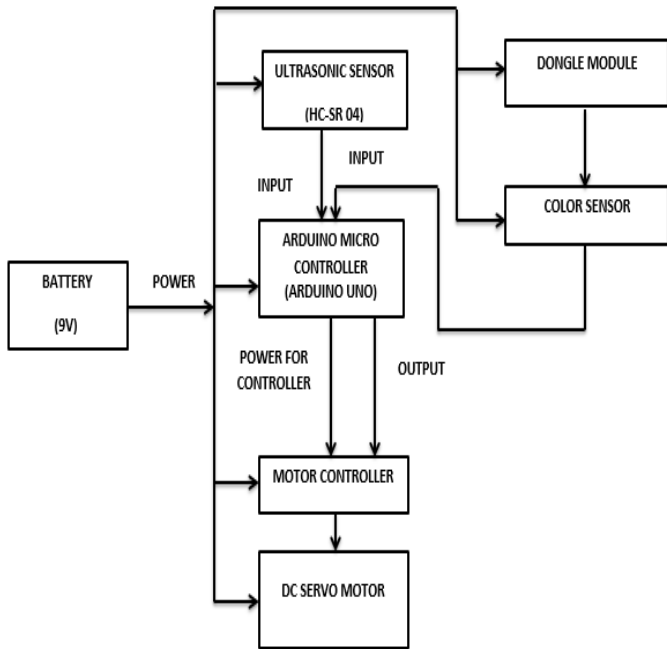 ULTRASONIC SENSOR
(HC-SR 04)
DONGLE MODULE
INPUT
INPUT
COLOR SENSOR
ARDUINO MICRO
CONTROLLER
(ARDUINO UNO)
BATTERY
(9V)
POWER
POWER FOR
CONTROLLER
OUTPUT
MOTOR CONTROLLER
DC SERVO MOTOR